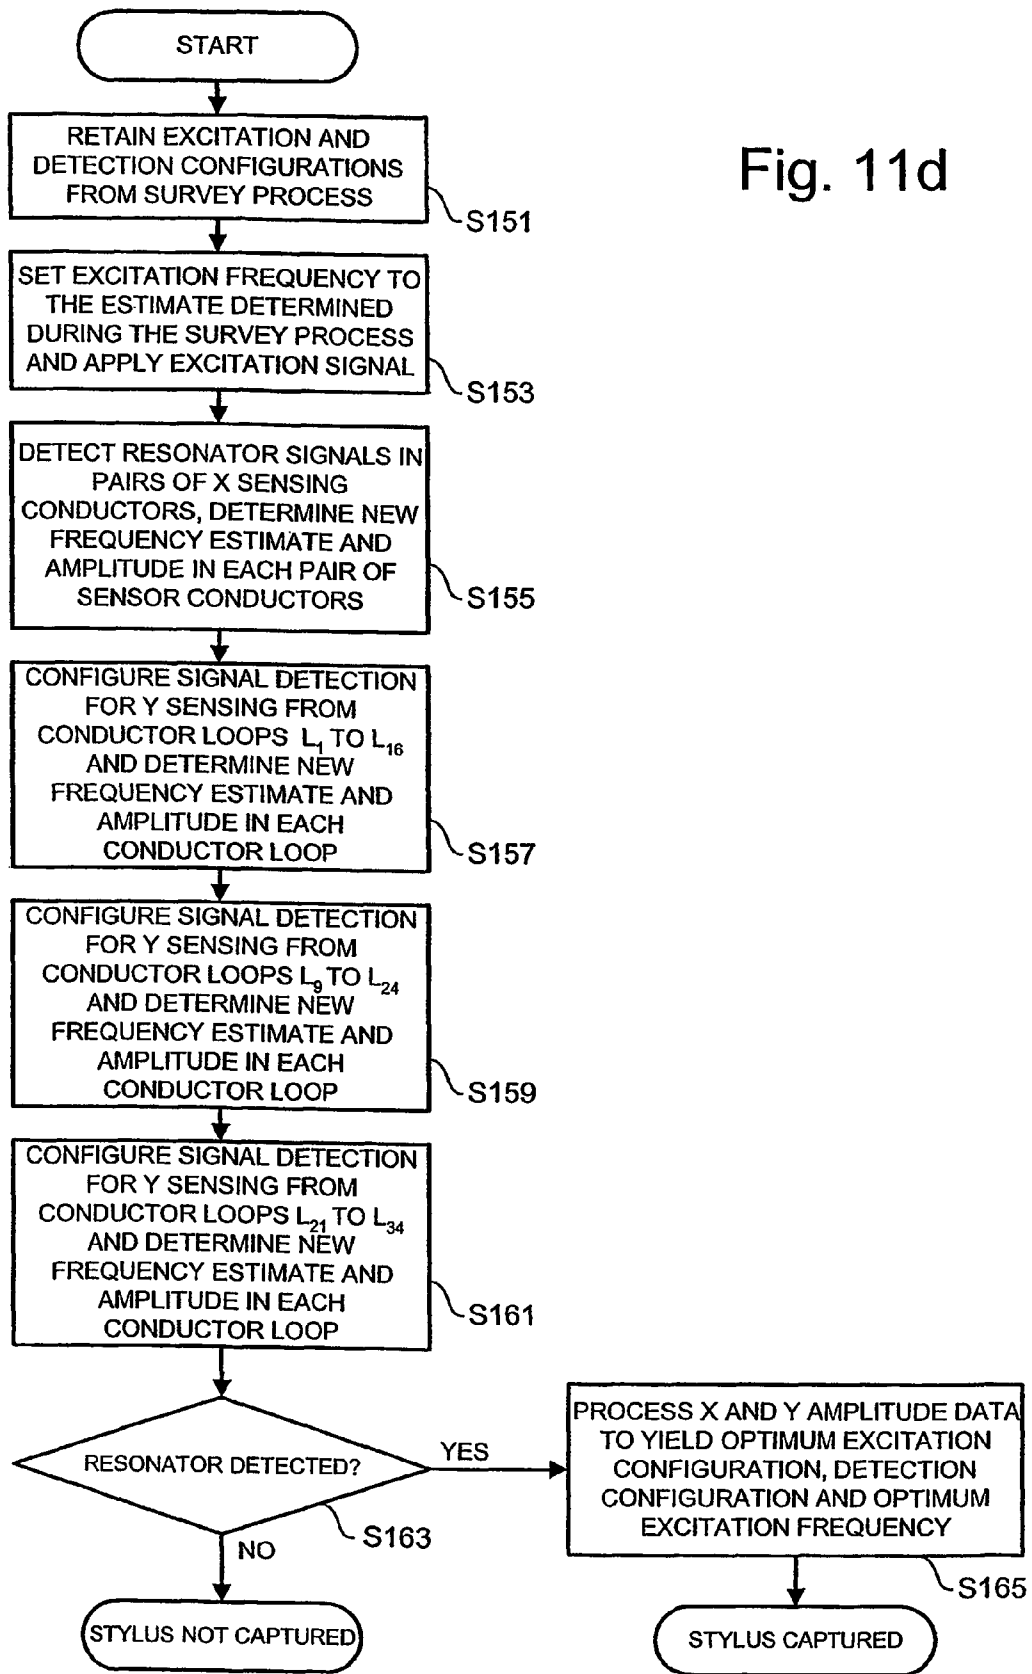 START
RETAIN EXCITATION AND
DETECTION CONFIGURATIONS
FROM SURVEY PROCESS
S151
Fig. 11d
SET EXCITATION FREQUENCY TO
THE ESTIMATE DETERMINED
DURING THE SURVEY PROCESS
AND APPLY EXCITATION SIGNAL
S153
DETECT RESONATOR SIGNALS IN
PAIRS OF X SENSING
CONDUCTORS, DETERMINE NEW
FREQUENCY ESTIMATE AND
AMPLITUDE IN EACH PAIR OF
SENSOR CONDUCTORS
S155
CONFIGURE SIGNAL DETECTION
FOR Y SENSING FROM
CONDUCTOR LOOPS L1 TO L16
AND DETERMINE NEW
FREQUENCY ESTIMATE AND
AMPLITUDE IN EACH
CONDUCTOR LOOP
S157
CONFIGURE SIGNAL DETECTION
FOR Y SENSING FROM
CONDUCTOR LOOPS L9 TO L24
AND DETERMINE NEW
FREQUENCY ESTIMATE AND
AMPLITUDE IN EACH
CONDUCTOR LOOP
S159
CONFIGURE SIGNAL DETECTION
FOR Y SENSING FROM
CONDUCTOR LOOPS L21 TO L34
AND DETERMINE NEW
FREQUENCY ESTIMATE AND
AMPLITUDE IN EACH
CONDUCTOR LOOP
S161
RESONATOR DETECTED?
S163
YES
NO
PROCESS X AND Y AMPLITUDE DATA
TO YIELD OPTIMUM EXCITATION
CONFIGURATION, DETECTION
CONFIGURATION AND OPTIMUM
EXCITATION FREQUENCY
S165
STYLUS NOT CAPTURED
STYLUS CAPTURED